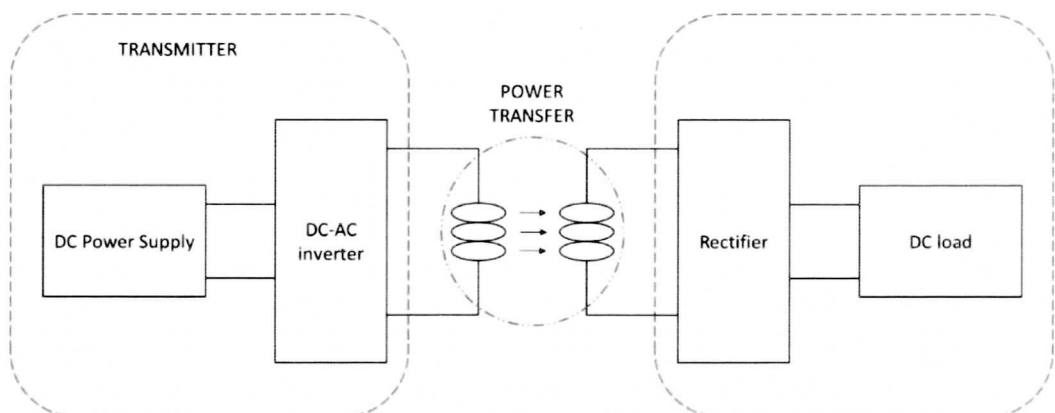 TRANSMITTER
POWER
TRANSFER
DC Power Supply
DC-AC
inverter
Rectifier
DC load